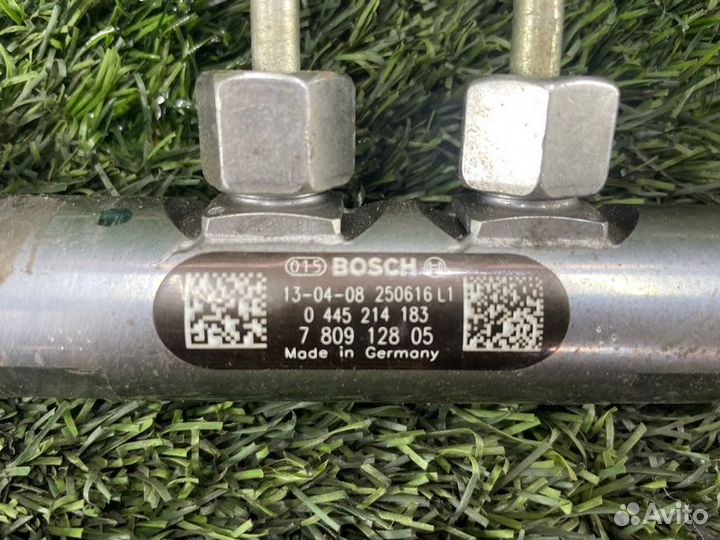 015 BOSCH
13-04-08 250616 L1
0 445 214 183
7 809 128 05
Made in Germany
Avito